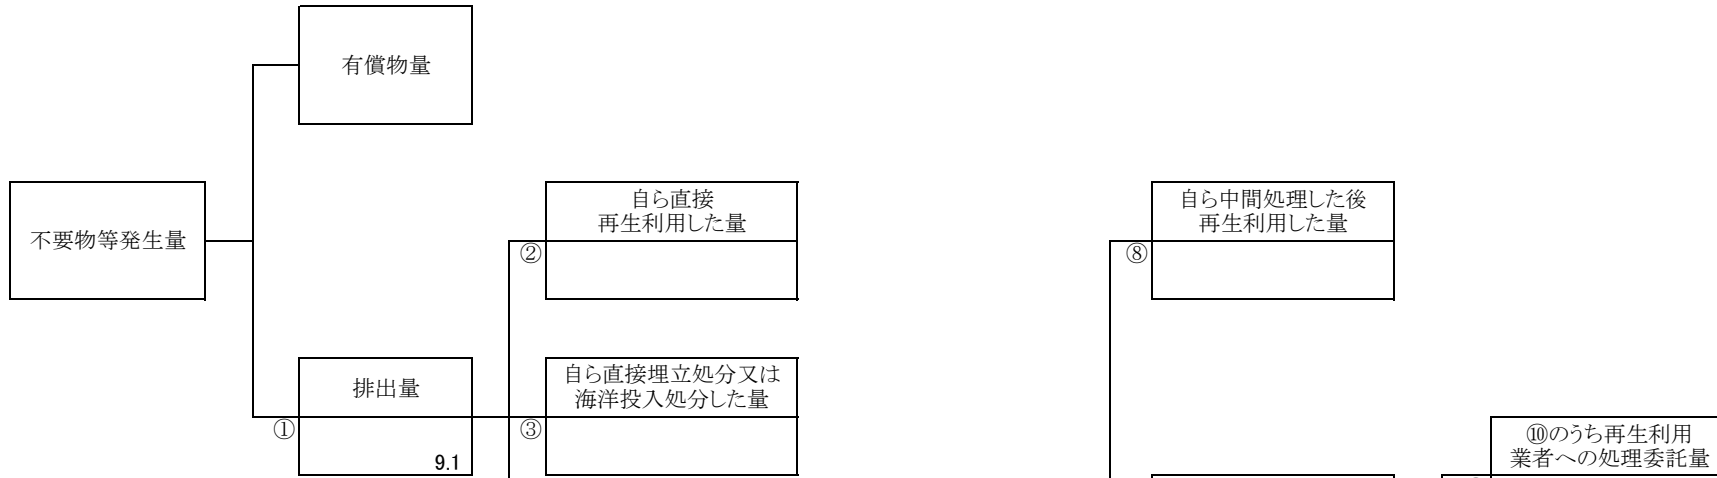 有償物量
不要物等発生量
自ら直接
再生利用した量
②
自ら中間処理した後
再生利用した量
⑧
排出量
①
9.1
自ら直接埋立処分又は
海洋投入処分した量
③
⑩のうち再生利用
業者への処理委託量